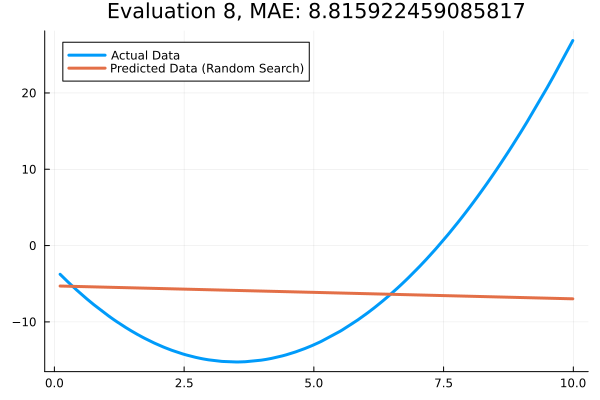 Evaluation 8, MAE: 8.815922459085817
Actual Data
Predicted Data (Random Search)
20
10
0
−10
0.0 2.5 5.0 7.5 10.0